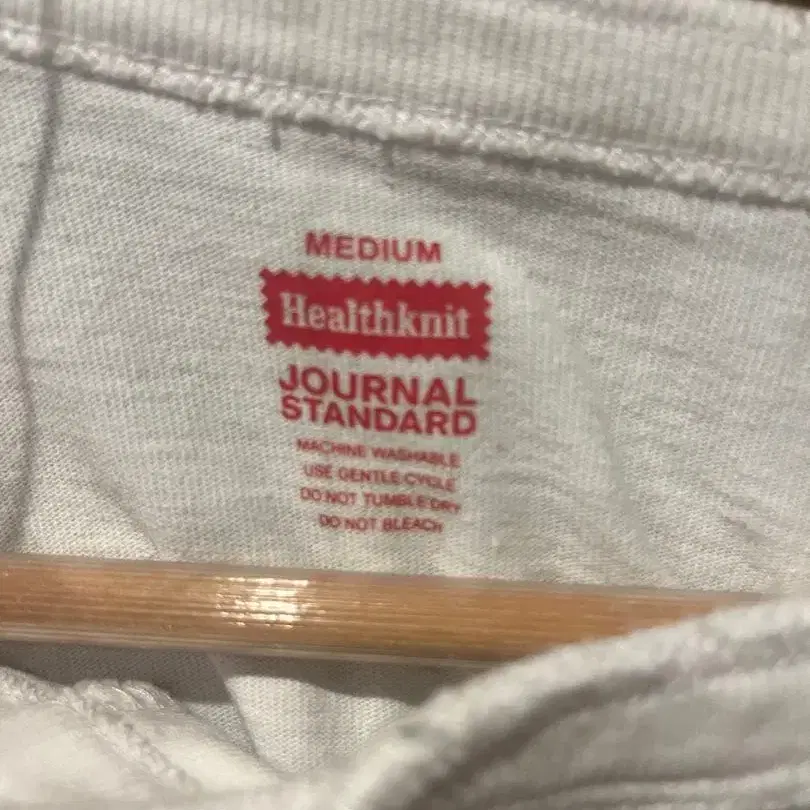 MEDIUM
Healthknit
JOURNAL
STANDARD
MACHINE WASHABLE
USE GENTLE CYCLE
DO NOT TUMBLE DRY
DO NOT BLEACH